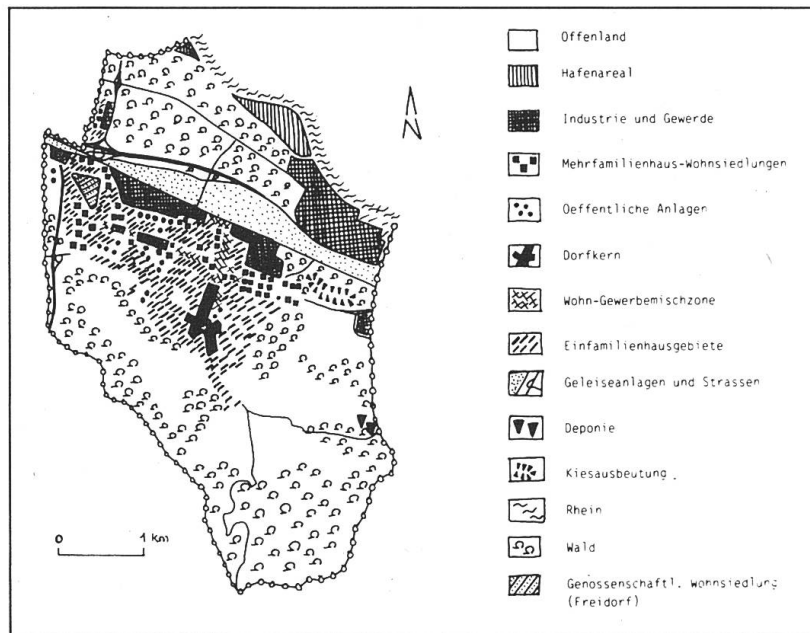 N
Offenland
Hafenareal
Industrie und Gewerde
Mehrfamilienhaus-Wohnsiedlungen
Oeffentliche Anlagen
Dorfkern
Wohn-Gewerbemischzone
Einfamilienhausgebiete
Geleiseanlagen und Strassen
Deponie
Kiesausbeutung
Rhein
Wald
Genossenschaftl. Wohnsiedlung
(Freidorf)
0 1 km